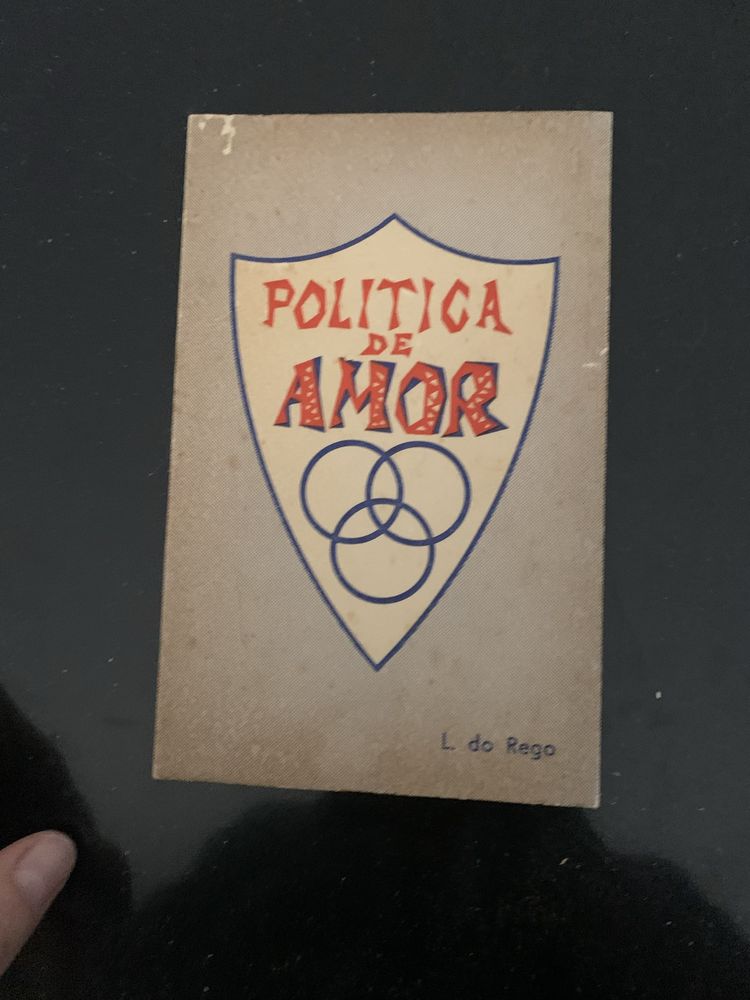 POLITICA
DE
AMOR
L. do Rego